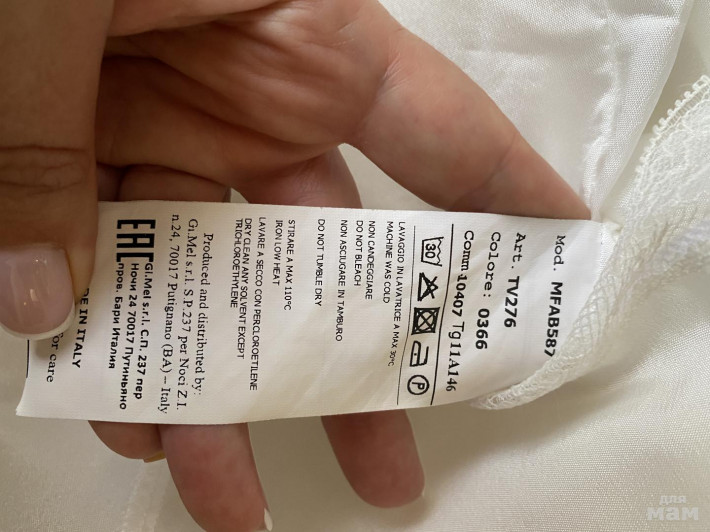 Mod. MFAB587
Art. TV276
Colore: 0366
Comm 10407 Tg11A146
30
P
LAVAGGIO IN LAVATRICE A MAX 30°C
MACHINE WAS COLD
NON CANDEGGIARE
DO NOT BLEACH
NON ASCIUGARE IN TAMBURO
DO NOT TUMBLE DRY
STIRARE A MAX 110°C
IRON LOW HEAT
LAVARE A SECCO CON PERCLOROETILENE
DRY CLEAN ANY SOLVENT EXCEPT
TRICHLOROETHYLENE
Produced and distributed by:
Gi.Mel s.r.l. S.P.237 per Noci Z.I.
n.24, 70017 Putignano (BA) – Italy
EAC
Gi.Mel s.r.l. С.П. 237 пер
Ночи 24 70017 Путиньяно
пров. Бари Италия
IN ITALY
for care
для
мам